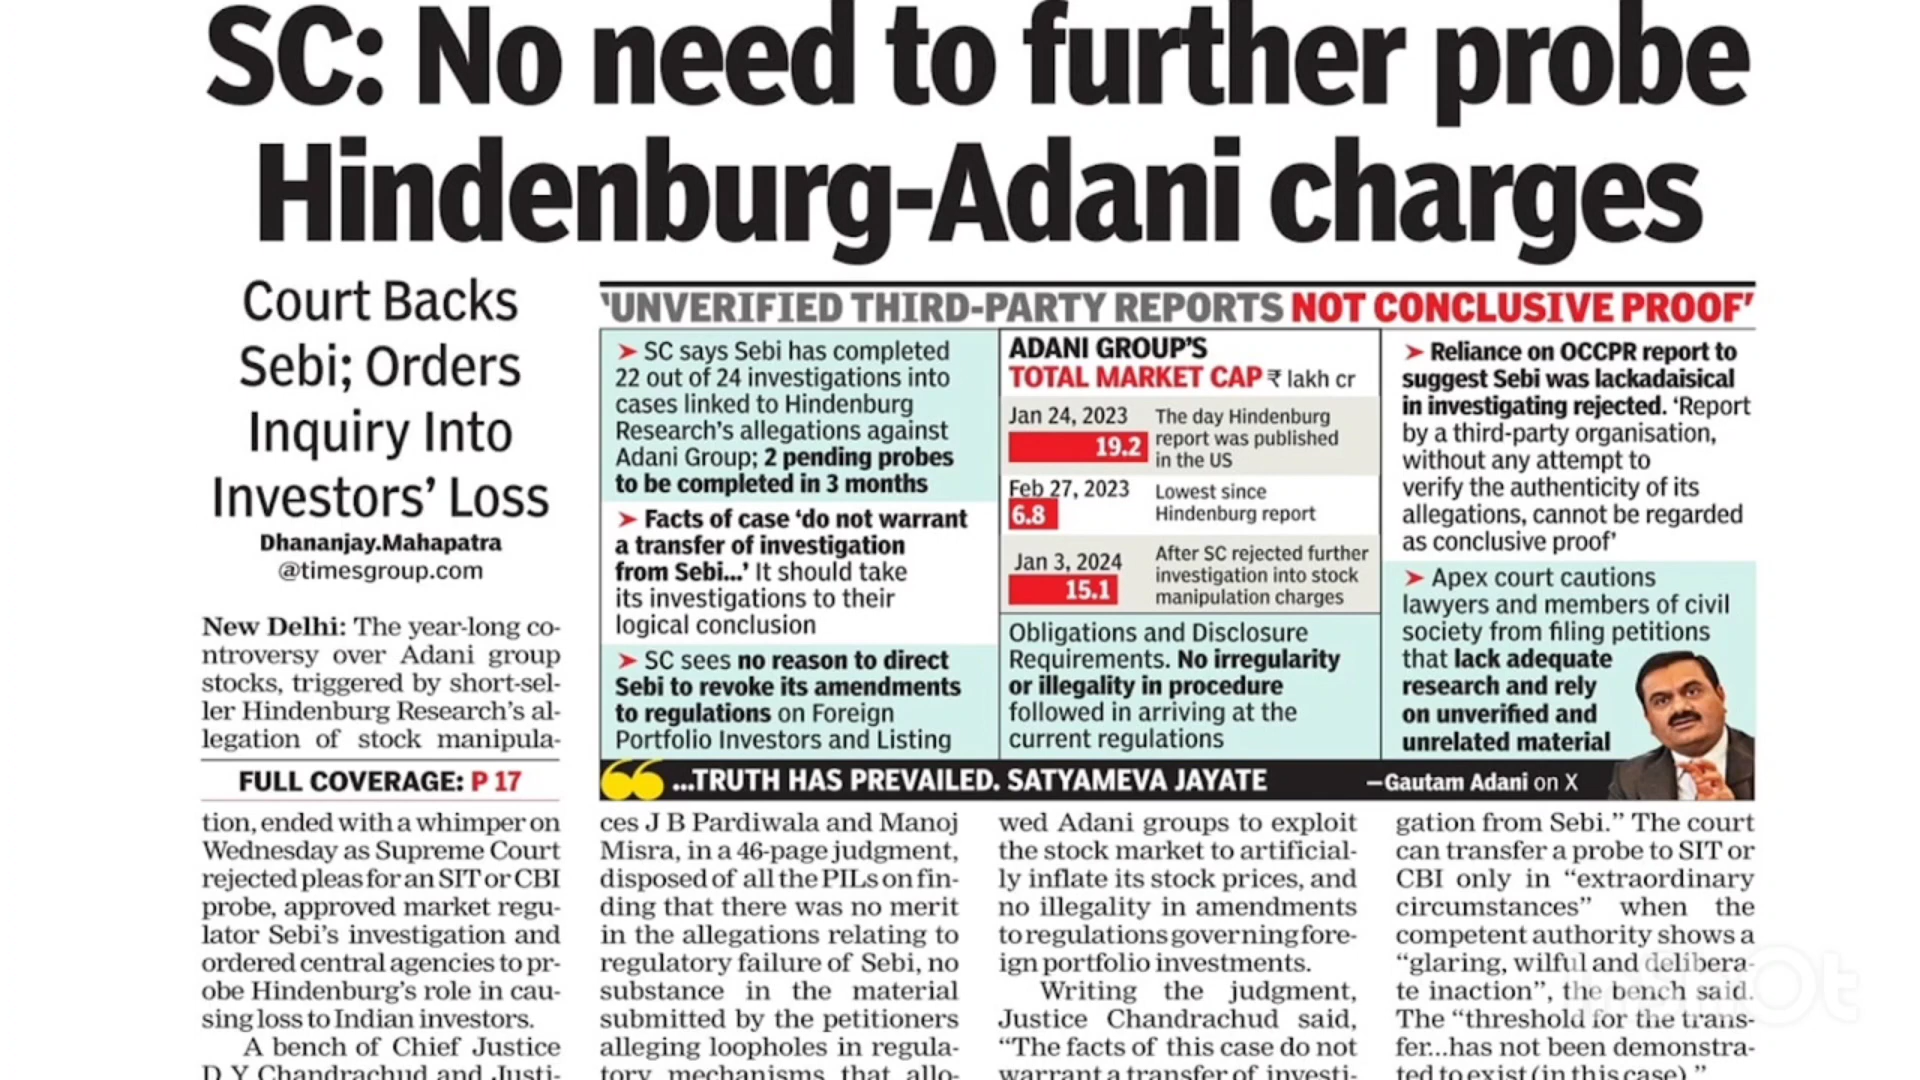 SC: No need to further probe
Hindenburg-Adani charges
Court Backs
Sebi; Orders
Inquiry Into
Investors’ Loss
Dhananjay.Mahapatra
@timesgroup.com
New Delhi: The year-long co-
ntroversy over Adani group
stocks, triggered by short-sel-
ler Hindenburg Research’s al-
legation of stock manipula-
FULL COVERAGE: P 17
tion, ended with a whimper on
Wednesday as Supreme Court
rejected pleas for an SIT or CBI
probe, approved market regu-
lator Sebi’s investigation and
ordered central agencies to pr-
obe Hindenburg’s role in cau-
sing loss to Indian investors.
A bench of Chief Justice
D Y Chandrachud and Justi-
‘UNVERIFIED THIRD-PARTY REPORTS NOT CONCLUSIVE PROOF’
➤ SC says Sebi has completed
22 out of 24 investigations into
cases linked to Hindenburg
Research’s allegations against
Adani Group; 2 pending probes
to be completed in 3 months
➤ Facts of case ‘do not warrant
a transfer of investigation
from Sebi...’ It should take
its investigations to their
logical conclusion
➤ SC sees no reason to direct
Sebi to revoke its amendments
to regulations on Foreign
Portfolio Investors and Listing
ADANI GROUP’S
TOTAL MARKET CAP ₹ lakh cr
Jan 24, 2023
19.2
The day Hindenburg
report was published
in the US
Feb 27, 2023
6.8
Lowest since
Hindenburg report
Jan 3, 2024
15.1
After SC rejected further
investigation into stock
manipulation charges
Obligations and Disclosure
Requirements. No irregularity
or illegality in procedure
followed in arriving at the
current regulations
➤ Reliance on OCCPR report to
suggest Sebi was lackadaisical
in investigating rejected. ‘Report
by a third-party organisation,
without any attempt to
verify the authenticity of its
allegations, cannot be regarded
as conclusive proof’
➤ Apex court cautions
lawyers and members of civil
society from filing petitions
that lack adequate
research and rely
on unverified and
unrelated material
“ ...TRUTH HAS PREVAILED. SATYAMEVA JAYATE
—Gautam Adani on X
ces J B Pardiwala and Manoj
Misra, in a 46-page judgment,
disposed of all the PILs on fin-
ding that there was no merit
in the allegations relating to
regulatory failure of Sebi, no
substance in the material
submitted by the petitioners
alleging loopholes in regula-
tory mechanisms that allo-
wed Adani groups to exploit
the stock market to artificial-
ly inflate its stock prices, and
no illegality in amendments
to regulations governing fore-
ign portfolio investments.
Writing the judgment,
Justice Chandrachud said,
“The facts of this case do not
warrant a transfer of investi-
gation from Sebi.” The court
can transfer a probe to SIT or
CBI only in “extraordinary
circumstances” when the
competent authority shows a
“glaring, wilful and delibera-
te inaction”, the bench said.
The “threshold for the trans-
fer...has not been demonstra-
ted to exist (in this case).”